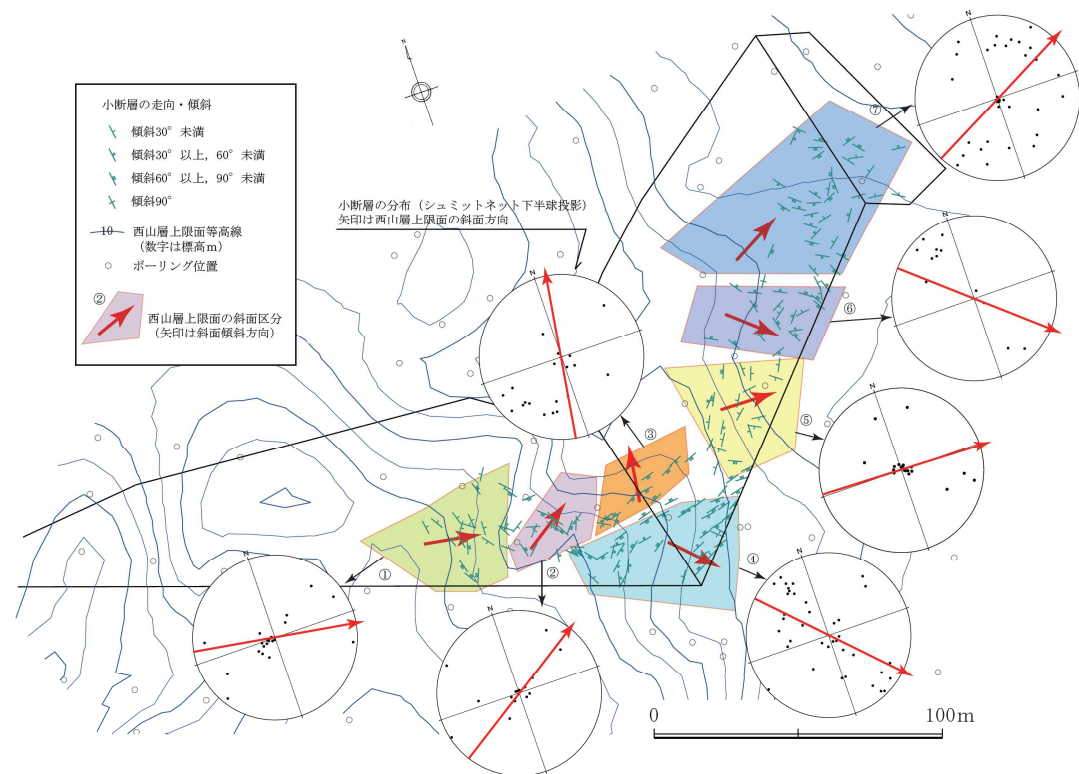 小断層の走向・傾斜
傾斜30° 未満
傾斜30° 以上，60° 未満
傾斜60° 以上，90° 未満
傾斜90°
10 西山層上限面等高線
（数字は標高m）
ボーリング位置
②
西山層上限面の斜面区分
（矢印は斜面傾斜方向）
N
小断層の分布（シュミットネット下半球投影）
矢印は西山層上限面の斜面方向
N
⑦
N
⑥
N
⑤
N
③
④
N
①
N
②
N
0 100m